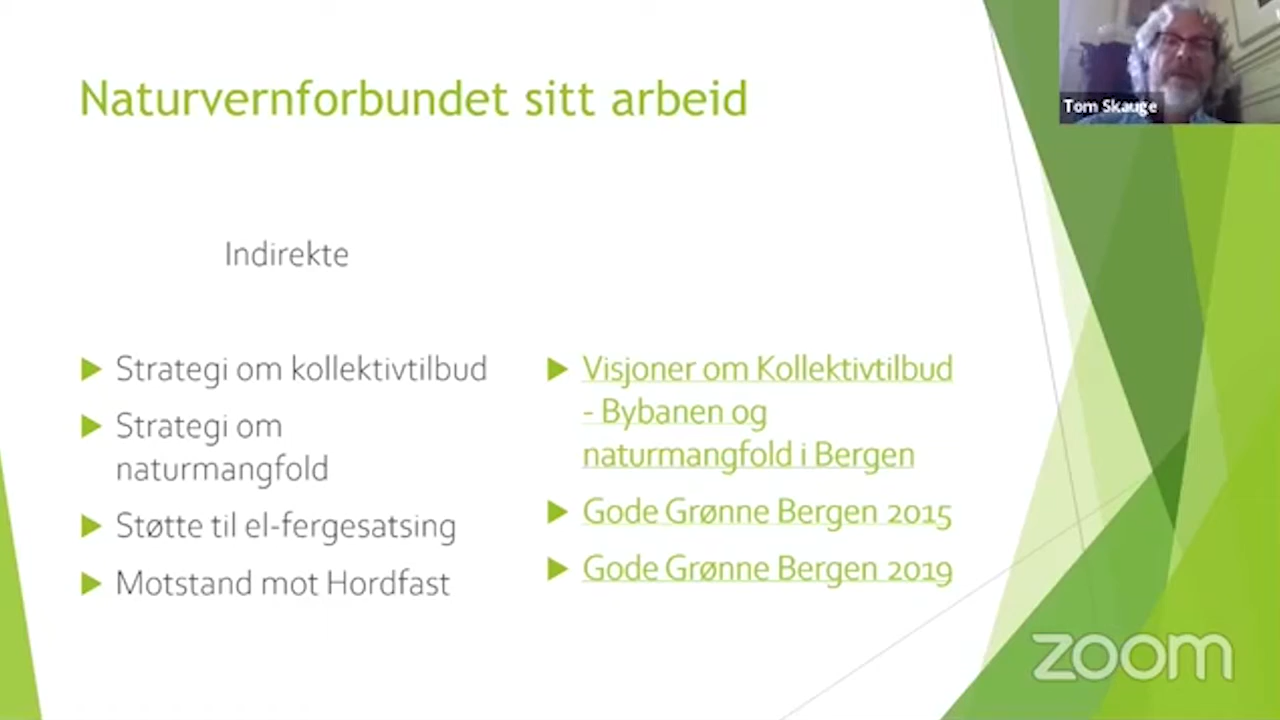 Naturvernforbundet sitt arbeid
Tom Skauge
Indirekte
Strategi om kollektivtilbud
Strategi om
naturmangfold
Støtte til el-fergesatsing
Motstand mot Hordfast
Visjoner om Kollektivtilbud
- Bybanen og
naturmangfold i Bergen
Gode Grønne Bergen 2015
Gode Grønne Bergen 2019
zoom